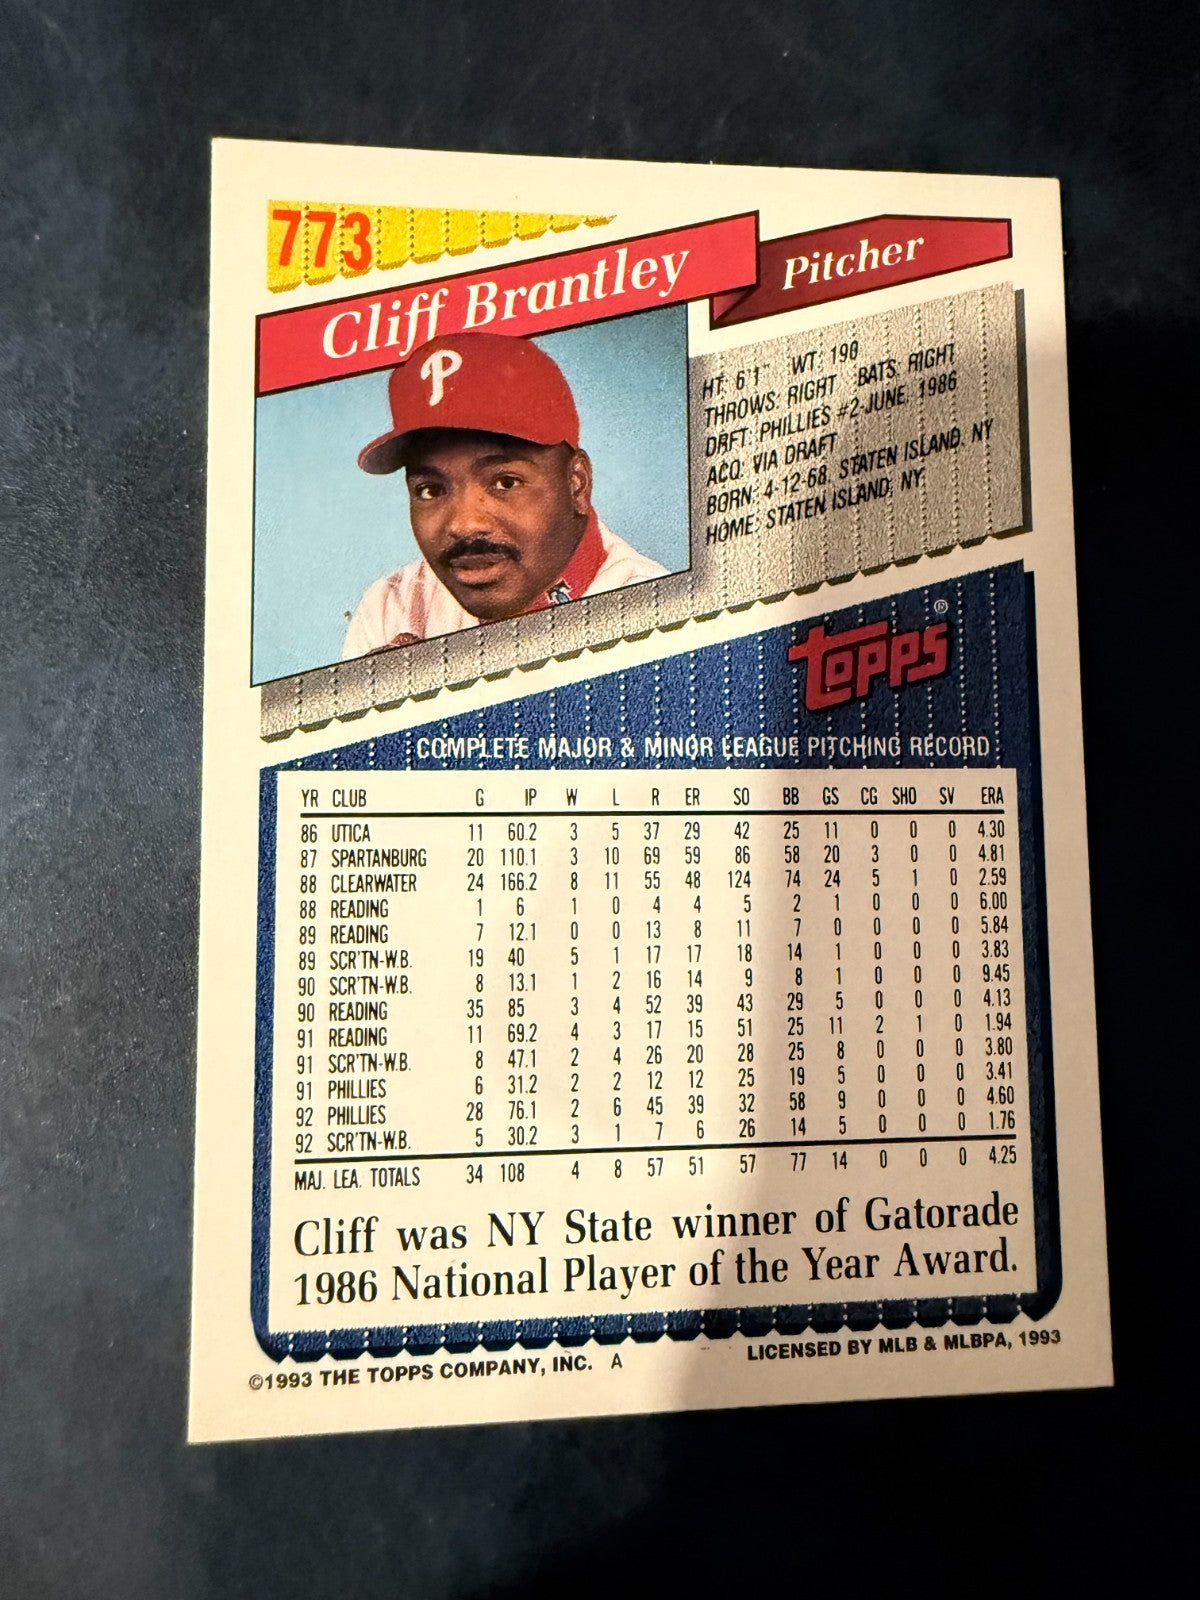 773
Cliff Brantley
Pitcher
P
HT: 6'1" WT: 190
THROWS: RIGHT BATS: RIGHT
DRFT: PHILLIES #2-JUNE, 1986
ACQ: VIA DRAFT
BORN: 4-12-68, STATEN ISLAND, NY
HOME: STATEN ISLAND, NY
topps®
COMPLETE MAJOR & MINOR LEAGUE PITCHING RECORD
YR CLUB G IP W L R ER SO BB GS CG SHO SV ERA
86 UTICA 11 60.2 3 5 37 29 42 25 11 0 0 0 4.30
87 SPARTANBURG 20 110.1 3 10 69 59 86 58 20 3 0 0 4.81
88 CLEARWATER 24 166.2 8 11 55 48 124 74 24 5 1 0 2.59
88 READING 1 6 1 0 4 4 5 2 1 0 0 0 6.00
89 READING 7 12.1 0 0 13 8 11 7 0 0 0 0 5.84
89 SCR'TN-W.B. 19 40 5 1 17 17 18 14 1 0 0 0 3.83
90 SCR'TN-W.B. 8 13.1 1 2 16 14 9 8 1 0 0 0 9.45
90 READING 35 85 3 4 52 39 43 29 5 0 0 0 4.13
91 READING 11 69.2 4 3 17 15 51 25 11 2 1 0 1.94
91 SCR'TN-W.B. 8 47.1 2 4 26 20 28 25 8 0 0 0 3.80
91 PHILLIES 6 31.2 2 2 12 12 25 19 5 0 0 0 3.41
92 PHILLIES 28 76.1 2 6 45 39 32 58 9 0 0 0 4.60
92 SCR'TN-W.B. 5 30.2 3 1 7 6 26 14 5 0 0 0 1.76
MAJ. LEA. TOTALS 34 108 4 8 57 51 57 77 14 0 0 0 4.25
Cliff was NY State winner of Gatorade
1986 National Player of the Year Award.
©1993 THE TOPPS COMPANY, INC. A
LICENSED BY MLB & MLBPA, 1993